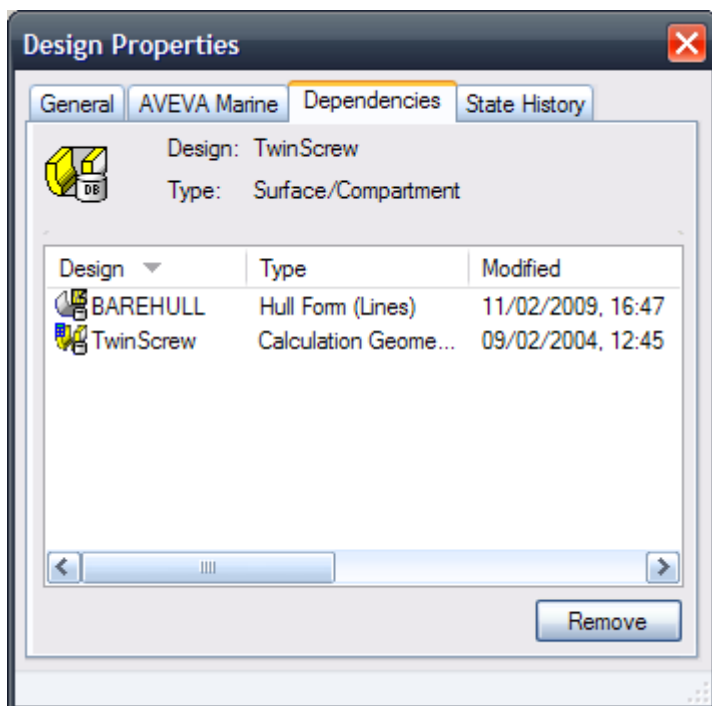 Design Properties
General AVEVA Marine Dependencies State History
Design: TwinScrew
Type: Surface/Compartment
DB
Design Type Modified
BAREHULL Hull Form (Lines) 11/02/2009, 16:47
TwinScrew Calculation Geome... 09/02/2004, 12:45
Remove